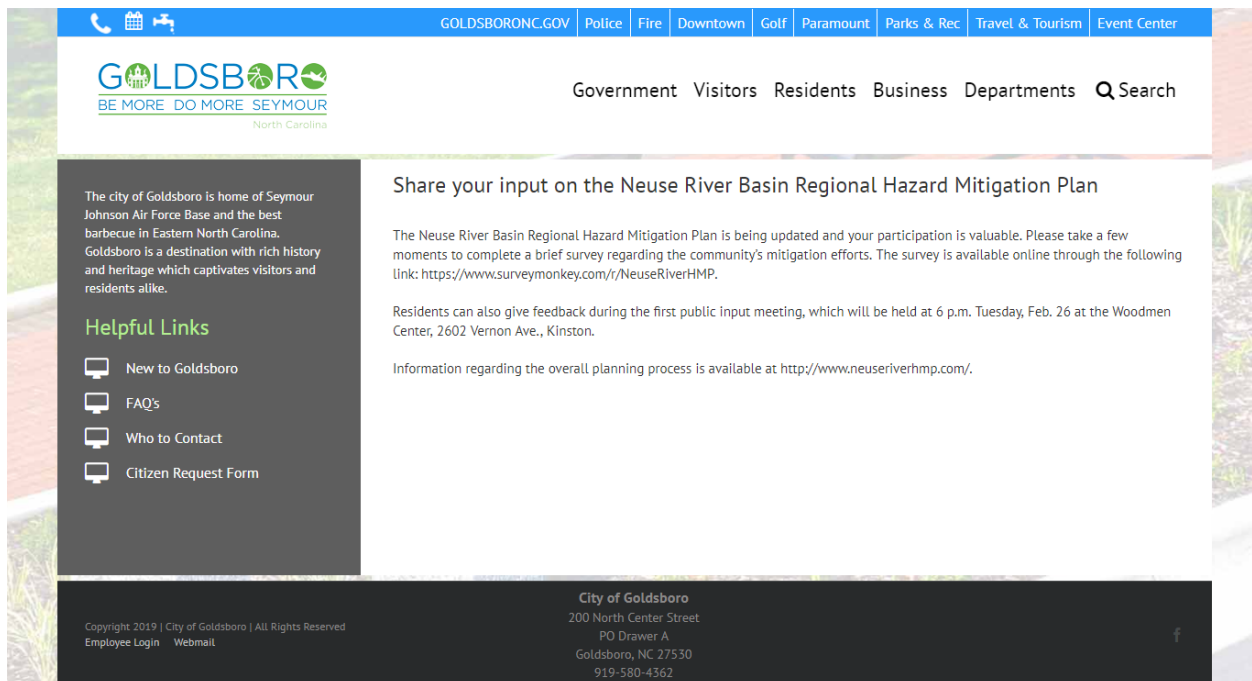 GOLDSBORONC.GOV Police Fire Downtown Golf Paramount Parks & Rec Travel & Tourism Event Center
GOLDSBORO
BE MORE DO MORE SEYMOUR
North Carolina
Government Visitors Residents Business Departments Search
The city of Goldsboro is home of Seymour
Johnson Air Force Base and the best
barbecue in Eastern North Carolina.
Goldsboro is a destination with rich history
and heritage which captivates visitors and
residents alike.
Helpful Links
New to Goldsboro
FAQ's
Who to Contact
Citizen Request Form
Share your input on the Neuse River Basin Regional Hazard Mitigation Plan
The Neuse River Basin Regional Hazard Mitigation Plan is being updated and your participation is valuable. Please take a few
moments to complete a brief survey regarding the community's mitigation efforts. The survey is available online through the following
link: https://www.surveymonkey.com/r/NeuseRiverHMP.
Residents can also give feedback during the first public input meeting, which will be held at 6 p.m. Tuesday, Feb. 26 at the Woodmen
Center, 2602 Vernon Ave., Kinston.
Information regarding the overall planning process is available at http://www.neuseriverhmp.com/.
Copyright 2019 | City of Goldsboro | All Rights Reserved
Employee Login Webmail
City of Goldsboro
200 North Center Street
PO Drawer A
Goldsboro, NC 27530
919-580-4362